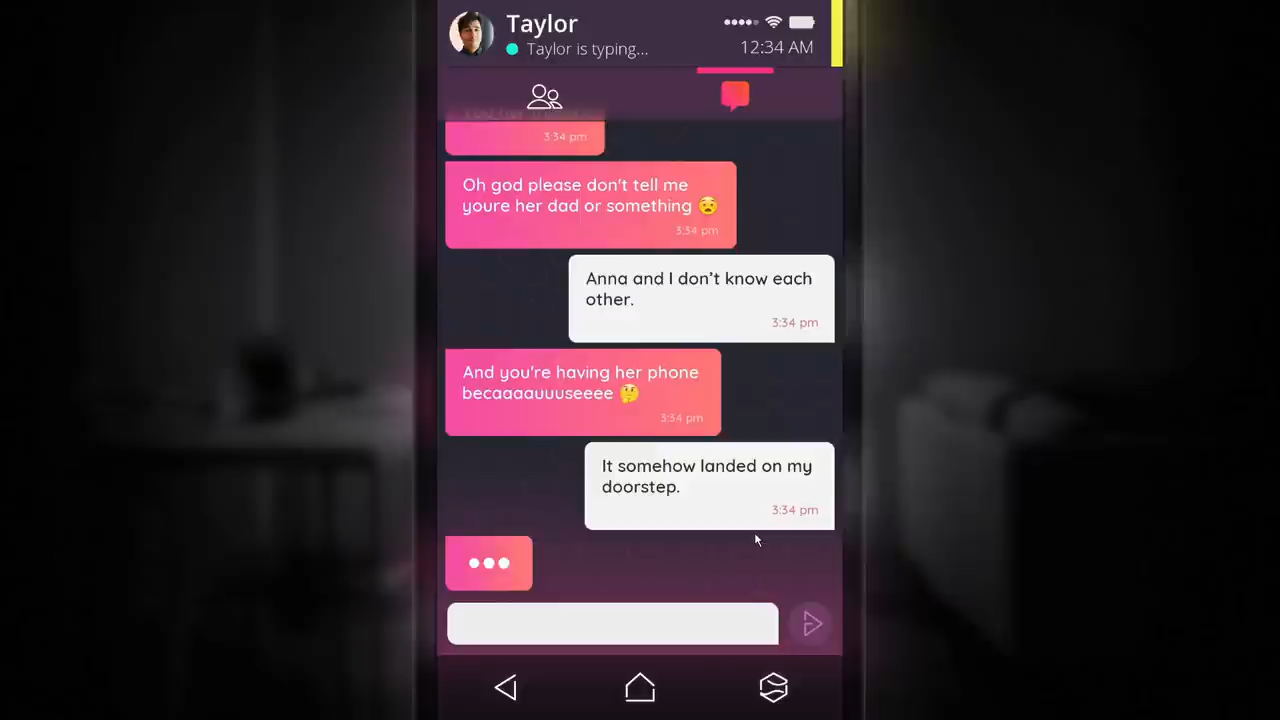 Taylor
Taylor is typing...
12:34 AM
3:34 pm
Oh god please don't tell me
youre her dad or something 😟
3:34 pm
Anna and I don’t know each
other.
3:34 pm
And you're having her phone
becaaaauuuseeee 🤔
3:34 pm
It somehow landed on my
doorstep.
3:34 pm